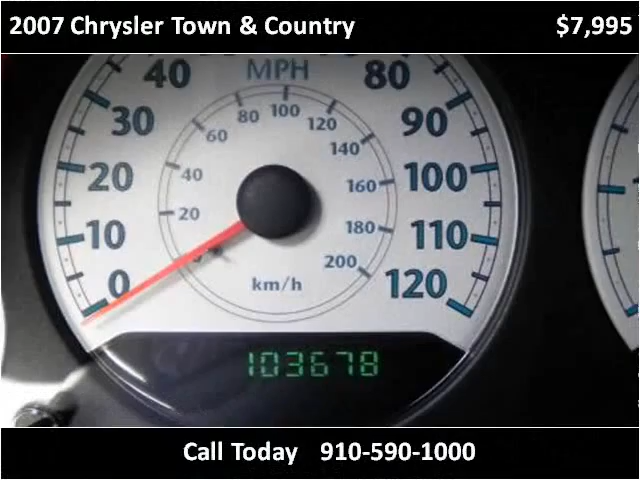 2007 Chrysler Town & Country $7,995
40 MPH 80
30 90
20 100
10 110
0 120
80 100 120
60 140
40 160
20 180
0 200
km/h
103678
Call Today 910-590-1000